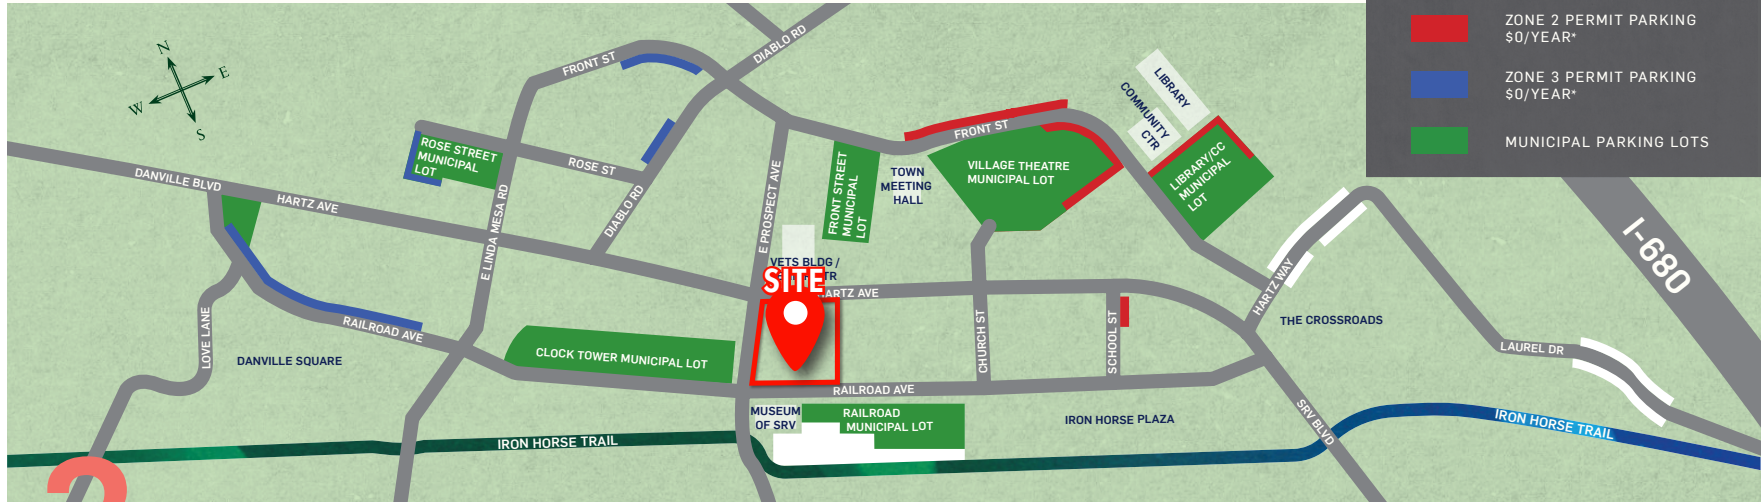 ZONE 2 PERMIT PARKING
$0/YEAR*
ZONE 3 PERMIT PARKING
$0/YEAR*
MUNICIPAL PARKING LOTS
N
E
W
S
FRONT ST
DIABLO RD
LIBRARY
COMMUNITY
CTR
FRONT ST
ROSE STREET
MUNICIPAL
LOT
ROSE ST
DANVILLE BLVD
HARTZ AVE
E LINDA MESA RD
DIABLO RD
E PROSPECT AVE
FRONT STREET
MUNICIPAL
LOT
TOWN
MEETING
HALL
VILLAGE THEATRE
MUNICIPAL LOT
LIBRARY/CC
MUNICIPAL
LOT
I-680
VETS BLDG /
TR
SITE
HARTZ AVE
HARTZ WAY
LOVE LANE
RAILROAD AVE
DANVILLE SQUARE
CLOCK TOWER MUNICIPAL LOT
CHURCH ST
SCHOOL ST
THE CROSSROADS
LAUREL DR
RAILROAD AVE
MUSEUM
OF SRV
RAILROAD
MUNICIPAL LOT
IRON HORSE PLAZA
SRV BLVD
IRON HORSE TRAIL
IRON HORSE TRAIL
2